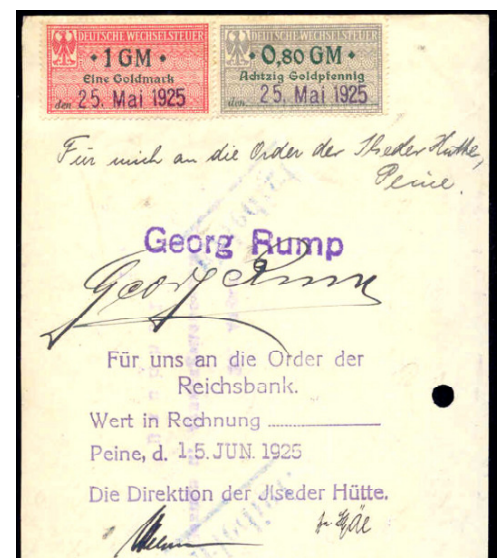 DEUTSCHE WECHSELSTEUER
• 1 GM •
Eine Goldmark
den 25. Mai 1925
DEUTSCHE WECHSELSTEUER
• 0,80 GM •
Achtzig Goldpfennig
den 25. Mai 1925
Für mich an die Order der Ilseder Hütte,
Peine.
Georg Rump
Georg Rump
Für uns an die Order der
Reichsbank.
Wert in Rechnung
Peine, d. 15. JUN. 1925
Die Direktion der Jlseder Hütte.